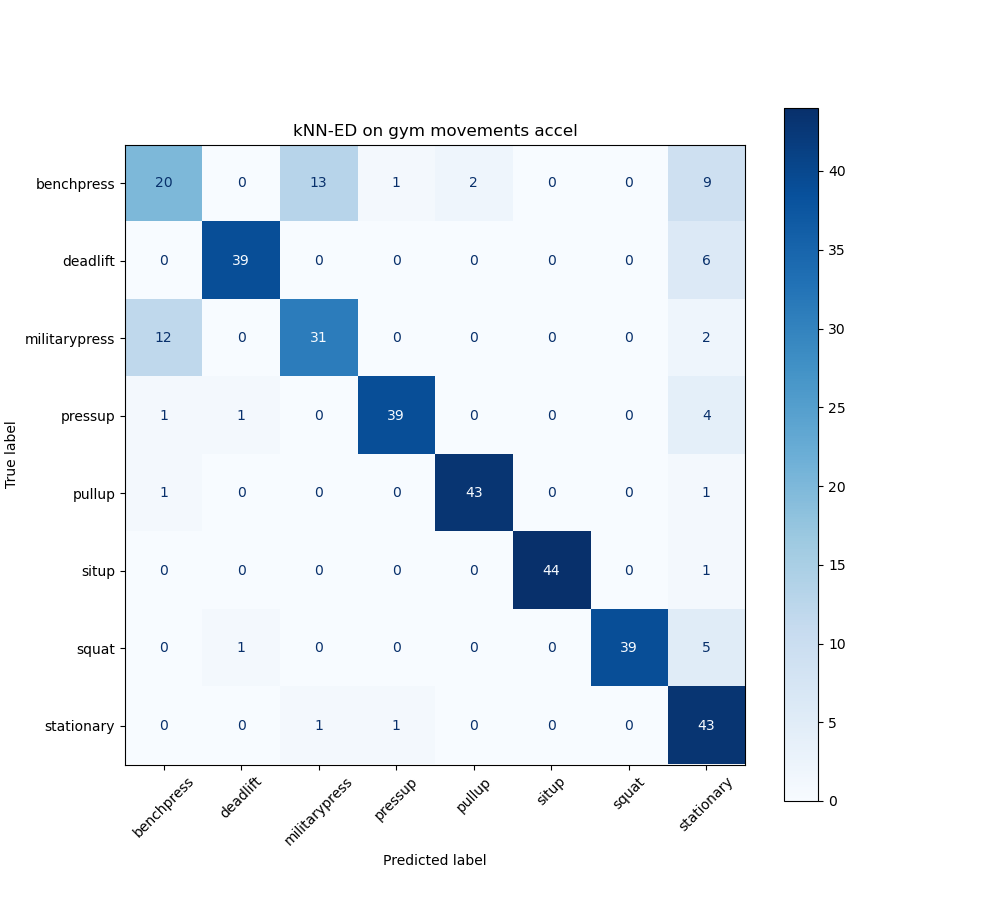 kNN-ED on gym movements accel
benchpress 20 0 13 1 2 0 0 9
deadlift 0 39 0 0 0 0 0 6
militarypress 12 0 31 0 0 0 0 2
pressup 1 1 0 39 0 0 0 4
pullup 1 0 0 0 43 0 0 1
situp 0 0 0 0 0 44 0 1
squat 0 1 0 0 0 0 39 5
stationary 0 0 1 1 0 0 0 43
True label
benchpress deadlift militarypress pressup pullup situp squat stationary
Predicted label
40
35
30
25
20
15
10
5
0